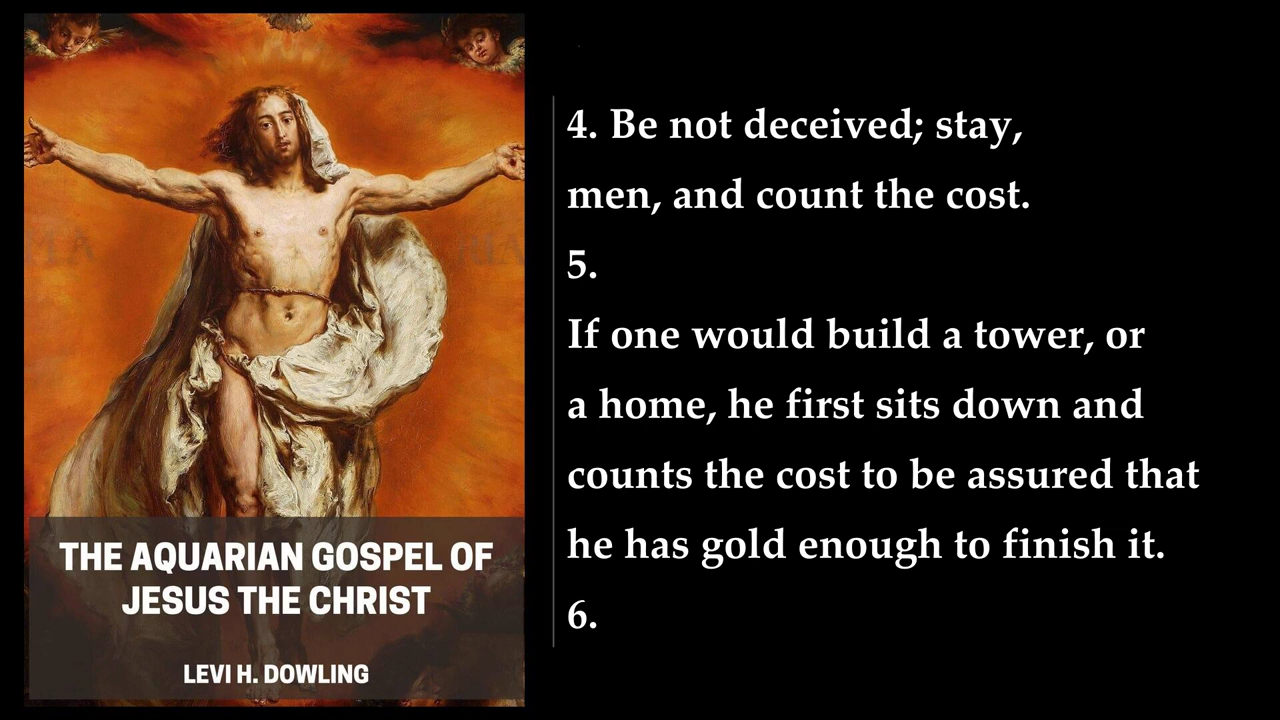 THE AQUARIAN GOSPEL OF
JESUS THE CHRIST
LEVI H. DOWLING
4. Be not deceived; stay,
men, and count the cost.
5.
If one would build a tower, or
a home, he first sits down and
counts the cost to be assured that
he has gold enough to finish it.
6.